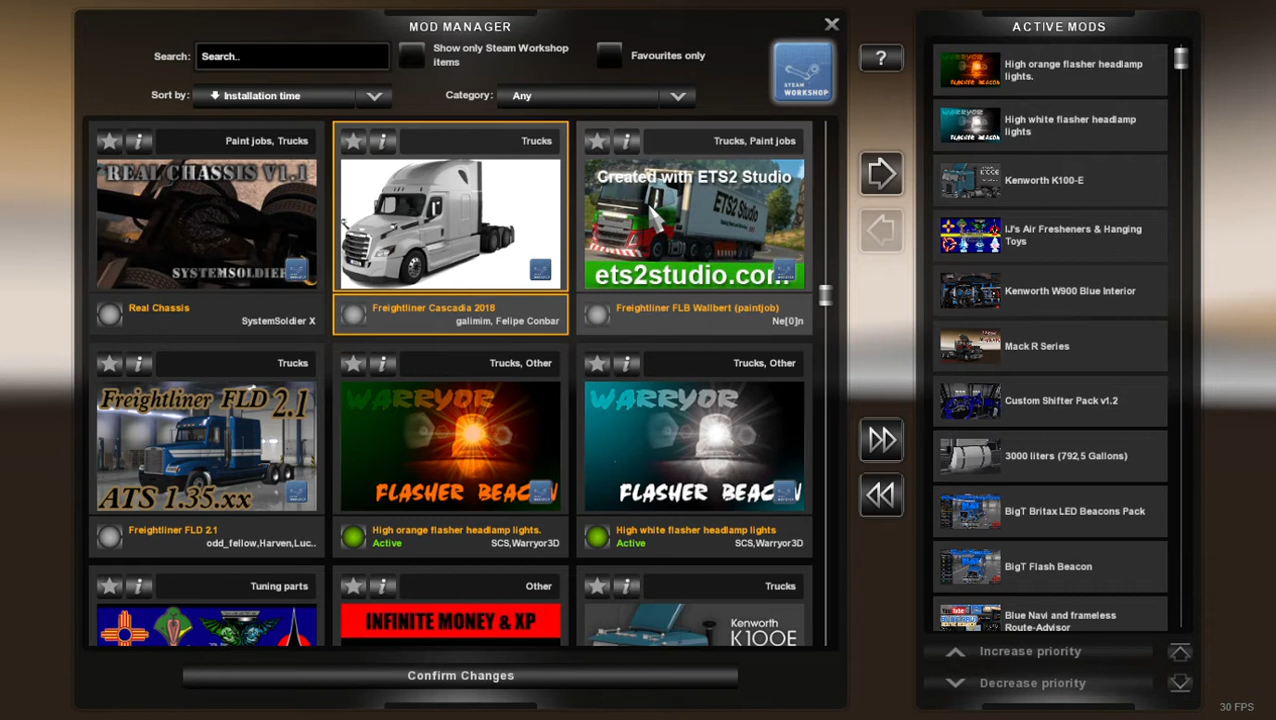 MOD MANAGER
Search:
Search..
Show only Steam Workshop
items
Favourites only
STEAM
WORKSHOP
Sort by:
Installation time
Category:
Any
Paint jobs, Trucks
REAL CHASSIS V1.1
SYSTEMSOLDIER
Real Chassis
SystemSoldier X
Trucks
Freightliner Cascadia 2018
galimim, Felipe Conbar
Trucks, Paint jobs
Created with ETS2 Studio
ETS2 Studio
ets2studio.com
Freightliner FLB Wallbert (paintjob)
Ne[0]n
Trucks
Freightliner FLD 2.1
ATS 1.35.xx
Freightliner FLD 2.1
odd_fellow,Harven,Luc..
Trucks, Other
WARRYOR
FLASHER BEACON
High orange flasher headlamp lights.
Active
SCS,Warryor3D
Trucks, Other
WARRYOR
FLASHER BEACON
High white flasher headlamp lights
Active
SCS,Warryor3D
Tuning parts
Other
INFINITE MONEY & XP
Trucks
Kenworth
K100E
Confirm Changes
?
ACTIVE MODS
FLASHER BEACON
High orange flasher headlamp
lights.
FLASHER BEACON
High white flasher headlamp
lights
Kenworth K100-E
IJ's Air Fresheners & Hanging
Toys
Kenworth W900 Blue Interior
Mack R Series
Custom Shifter Pack v1.2
3000 liters (792,5 Gallons)
BigT Britax LED Beacons Pack
BigT Flash Beacon
Blue Navi and frameless
Route-Advisor
Increase priority
Decrease priority
30 FPS